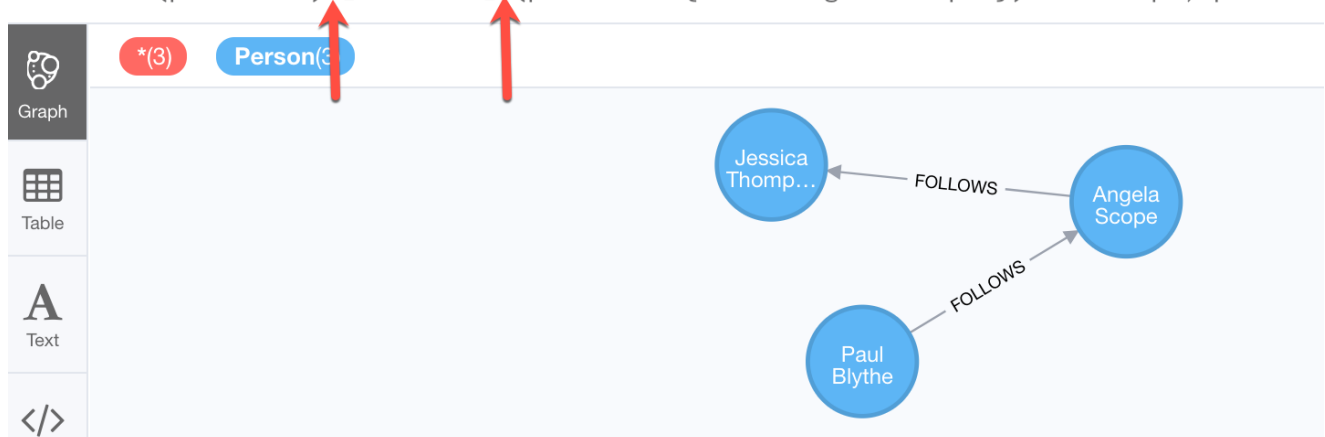 *(3)
Person(3)
Graph
Table
Text
</>
Jessica
Thomp...
FOLLOWS
Angela
Scope
FOLLOWS
Paul
Blythe